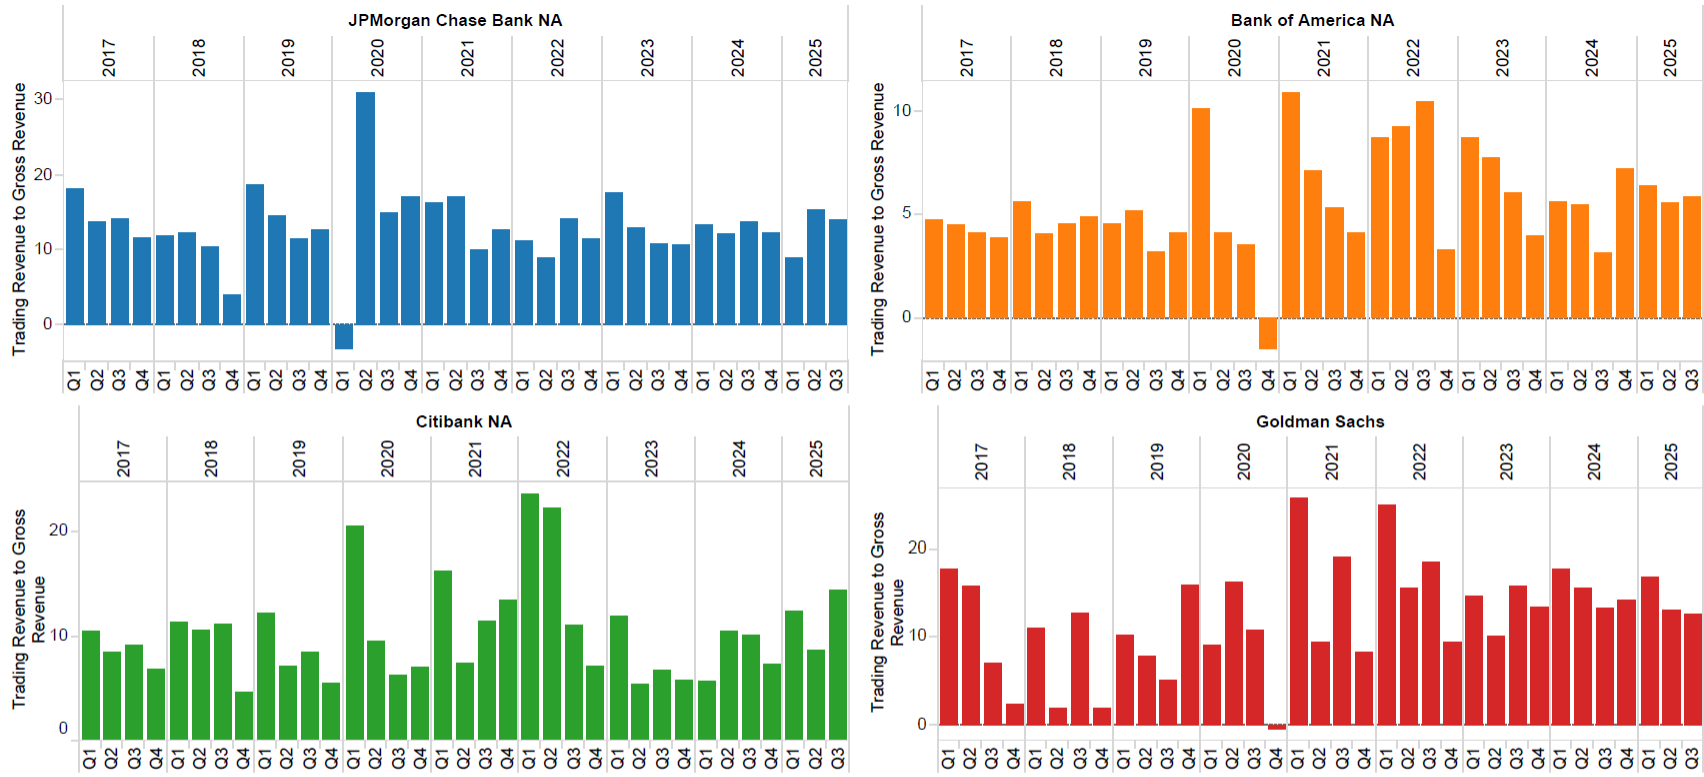 JPMorgan Chase Bank NA
2017 2018 2019 2020 2021 2022 2023 2024 2025
Trading Revenue to Gross Revenue
30
20
10
0
Q1 Q2 Q3 Q4 Q1 Q2 Q3 Q4 Q1 Q2 Q3 Q4 Q1 Q2 Q3 Q4 Q1 Q2 Q3 Q4 Q1 Q2 Q3 Q4 Q1 Q2 Q3 Q4 Q1 Q2 Q3 Q4 Q1 Q2 Q3
Bank of America NA
2017 2018 2019 2020 2021 2022 2023 2024 2025
Trading Revenue to Gross Revenue
10
5
0
Q1 Q2 Q3 Q4 Q1 Q2 Q3 Q4 Q1 Q2 Q3 Q4 Q1 Q2 Q3 Q4 Q1 Q2 Q3 Q4 Q1 Q2 Q3 Q4 Q1 Q2 Q3 Q4 Q1 Q2 Q3 Q4 Q1 Q2 Q3
Citibank NA
2017 2018 2019 2020 2021 2022 2023 2024 2025
Trading Revenue to Gross
Revenue
20
10
0
Q1 Q2 Q3 Q4 Q1 Q2 Q3 Q4 Q1 Q2 Q3 Q4 Q1 Q2 Q3 Q4 Q1 Q2 Q3 Q4 Q1 Q2 Q3 Q4 Q1 Q2 Q3 Q4 Q1 Q2 Q3 Q4 Q1 Q2 Q3
Goldman Sachs
2017 2018 2019 2020 2021 2022 2023 2024 2025
Trading Revenue to Gross
Revenue
20
10
0
Q1 Q2 Q3 Q4 Q1 Q2 Q3 Q4 Q1 Q2 Q3 Q4 Q1 Q2 Q3 Q4 Q1 Q2 Q3 Q4 Q1 Q2 Q3 Q4 Q1 Q2 Q3 Q4 Q1 Q2 Q3 Q4 Q1 Q2 Q3